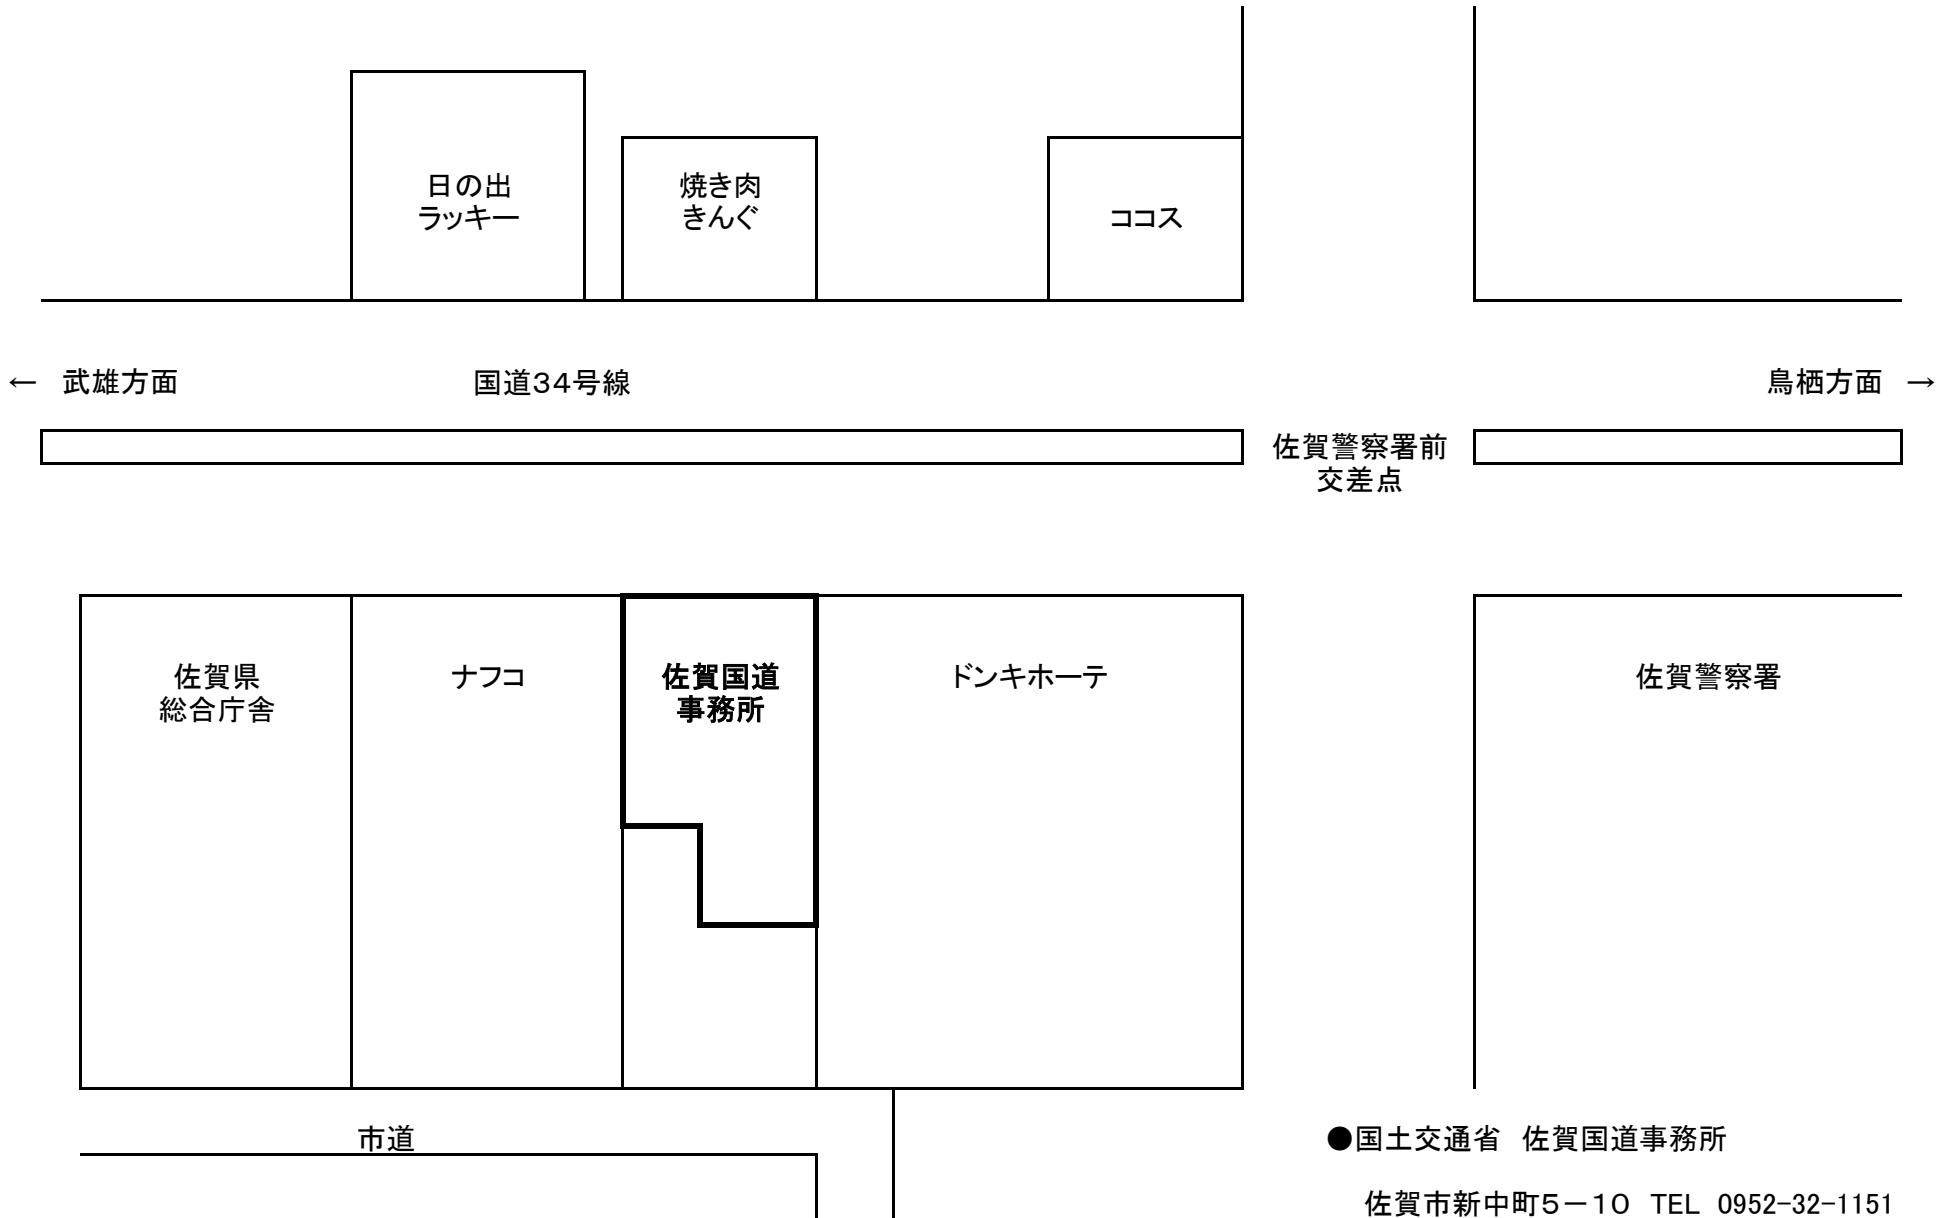 日の出
ラッキー
焼き肉
きんぐ
ココス
← 武雄方面
国道34号線
鳥栖方面 →
佐賀警察署前
交差点
佐賀県
総合庁舎
ナフコ
佐賀国道
事務所
ドンキホーテ
佐賀警察署
市道
●国土交通省 佐賀国道事務所
佐賀市新中町5－10 TEL 0952-32-1151